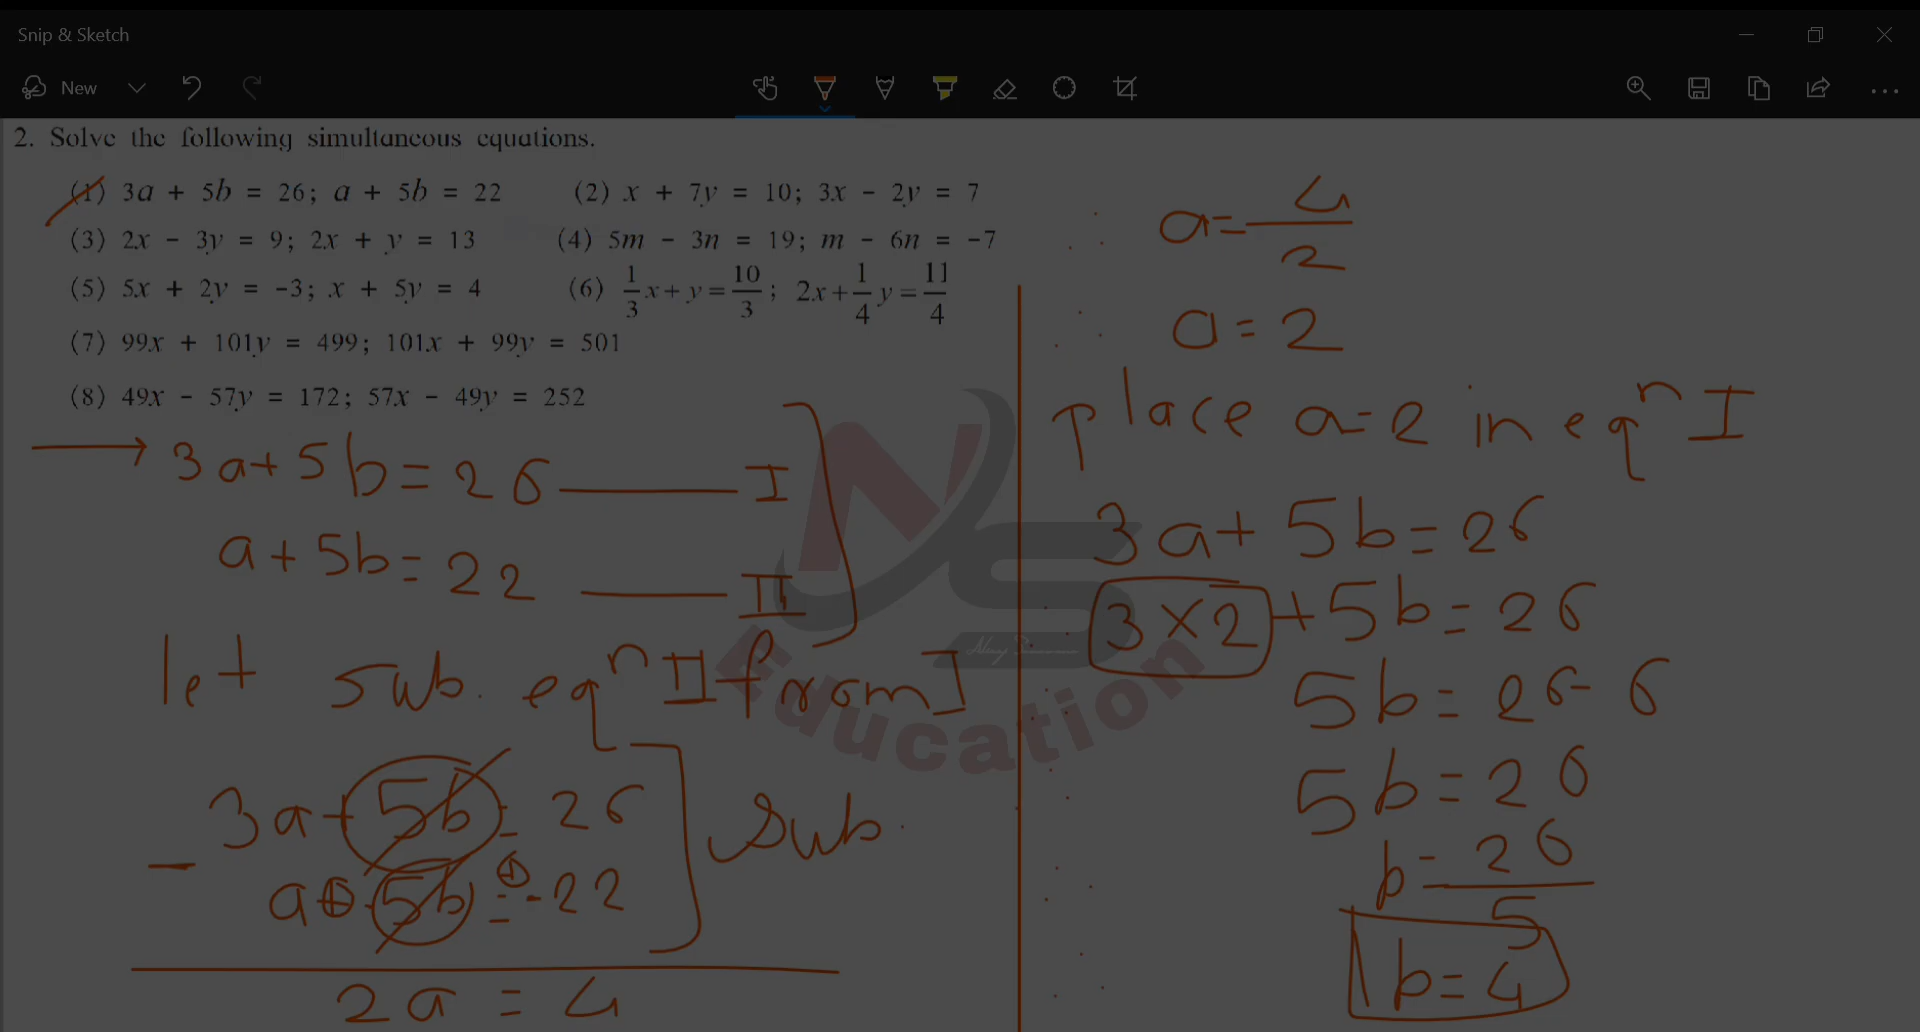 Snip & Sketch
New
2. Solve the following simultaneous equations.
(1) 3a + 5b = 26; a + 5b = 22 (2) x + 7y = 10; 3x - 2y = 7
(3) 2x - 3y = 9; 2x + y = 13 (4) 5m - 3n = 19; m - 6n = -7
(5) 5x + 2y = -3; x + 5y = 4 (6) 1/3 x + y = 10/3; 2x + 1/4 y = 11/4
(7) 99x + 101y = 499; 101x + 99y = 501
(8) 49x - 57y = 172; 57x - 49y = 252
→ 3a+5b=26 — I
a+5b=22 — II
let sub. eqn II from I
3a+5b=26
- a+5b=-22
sub.
2a=4
∴ a=4/2
∴ a=2
place a=2 in eqn I
3a+5b=26
∴ 3×2+5b=26
5b=26-6
∴ 5b=20
∴ b=20/5
∴ b=4
NS
Education